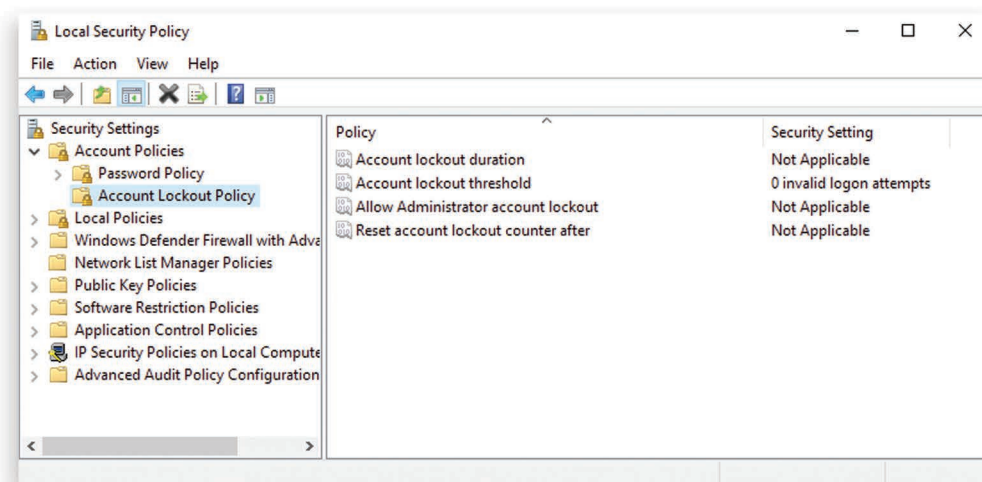 Local Security Policy
File Action View Help
Security Settings
Account Policies
Password Policy
Account Lockout Policy
Local Policies
Windows Defender Firewall with Adva
Network List Manager Policies
Public Key Policies
Software Restriction Policies
Application Control Policies
IP Security Policies on Local Compute
Advanced Audit Policy Configuration
Policy Security Setting
Account lockout duration Not Applicable
Account lockout threshold 0 invalid logon attempts
Allow Administrator account lockout Not Applicable
Reset account lockout counter after Not Applicable